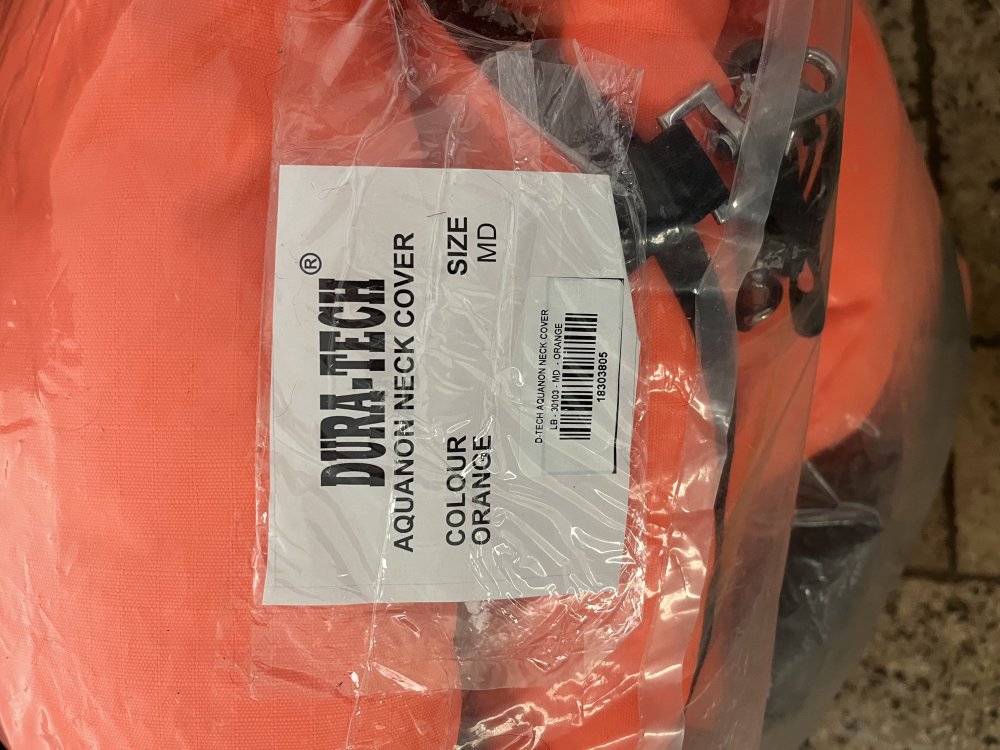 DURA-TECH®
AQUANON NECK COVER
COLOUR SIZE
ORANGE MD
D-TECH AQUANON NECK COVER
LB - 30103 - MD - ORANGE
18303805